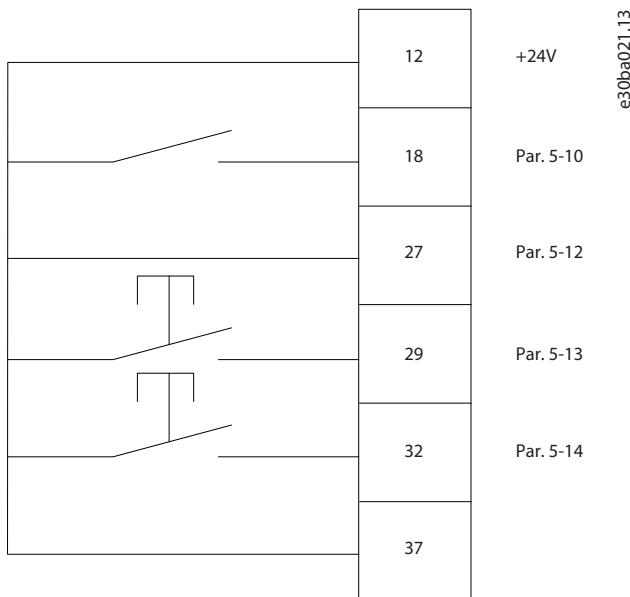 12 +24V
18 Par. 5-10
27 Par. 5-12
29 Par. 5-13
32 Par. 5-14
37
e30ba021.13